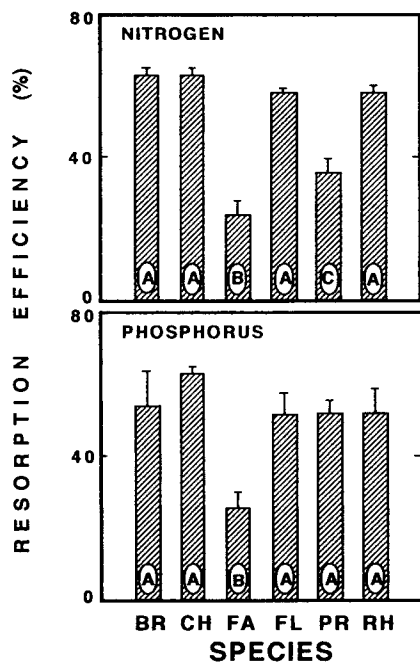 RESORPTION EFFICIENCY (%)
80
NITROGEN
40
A A B A C A
0
80
PHOSPHORUS
40
A A B A A A
0
BR CH FA FL PR RH
SPECIES